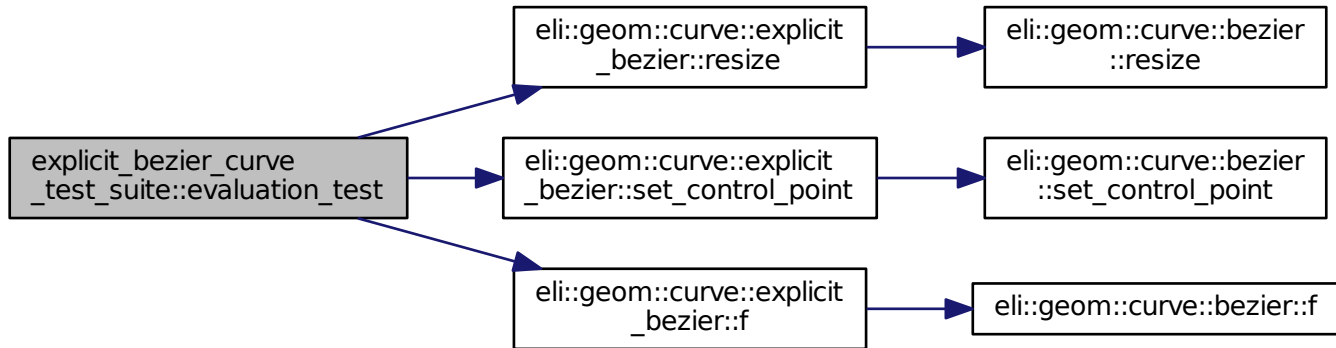 eli::geom::curve::explicit
_bezier::resize
eli::geom::curve::bezier
::resize
explicit_bezier_curve
_test_suite::evaluation_test
eli::geom::curve::explicit
_bezier::set_control_point
eli::geom::curve::bezier
::set_control_point
eli::geom::curve::explicit
_bezier::f
eli::geom::curve::bezier::f